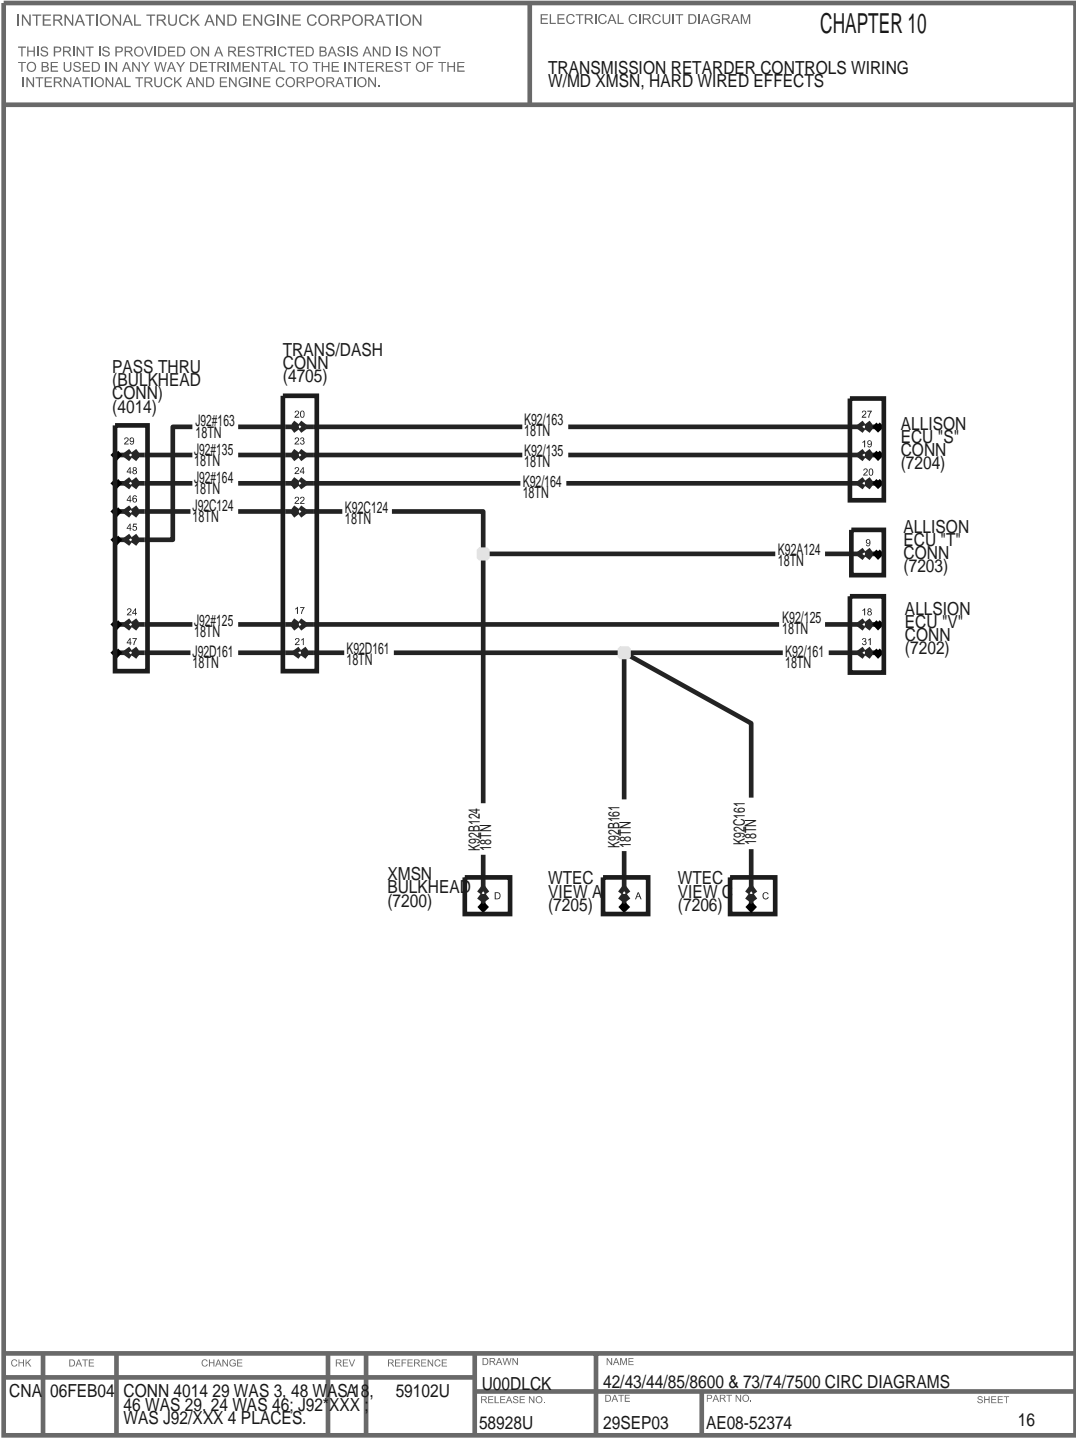 INTERNATIONAL TRUCK AND ENGINE CORPORATION
THIS PRINT IS PROVIDED ON A RESTRICTED BASIS AND IS NOT
TO BE USED IN ANY WAY DETRIMENTAL TO THE INTEREST OF THE
INTERNATIONAL TRUCK AND ENGINE CORPORATION.
ELECTRICAL CIRCUIT DIAGRAM
CHAPTER 10
TRANSMISSION RETARDER CONTROLS WIRING
W/MD XMSN, HARD WIRED EFFECTS
PASS THRU
(BULKHEAD
CONN)
(4014)
TRANS/DASH
CONN
(4705)
29
48
46
45
24
47
J92#163
18TN
J92#135
18TN
J92#164
18TN
J92C124
18TN
J92#125
18TN
J92D161
18TN
20
23
24
22
17
21
K92C124
18TN
K92D161
18TN
K92/163
18TN
K92/135
18TN
K92/164
18TN
K92A124
18TN
K92/125
18TN
K92/161
18TN
27
19
20
ALLISON
ECU "S"
CONN
(7204)
9
ALLISON
ECU "T"
CONN
(7203)
18
31
ALLSION
ECU "V"
CONN
(7202)
K92B124
18TN
K92B161
18TN
K92C161
18TN
XMSN
BULKHEAD
(7200)
D
WTEC
VIEW A
(7205)
A
WTEC
VIEW C
(7206)
C
CHK
DATE
CHANGE
REV
REFERENCE
CNA
06FEB04
CONN 4014 29 WAS 3, 48 WAS 18,
46 WAS 29, 24 WAS 46; J92*XXX ;
WAS J92/XXX 4 PLACES.
A
59102U
DRAWN
U00DLCK
RELEASE NO.
58928U
NAME
42/43/44/85/8600 & 73/74/7500 CIRC DIAGRAMS
DATE
29SEP03
PART NO.
AE08-52374
SHEET
16